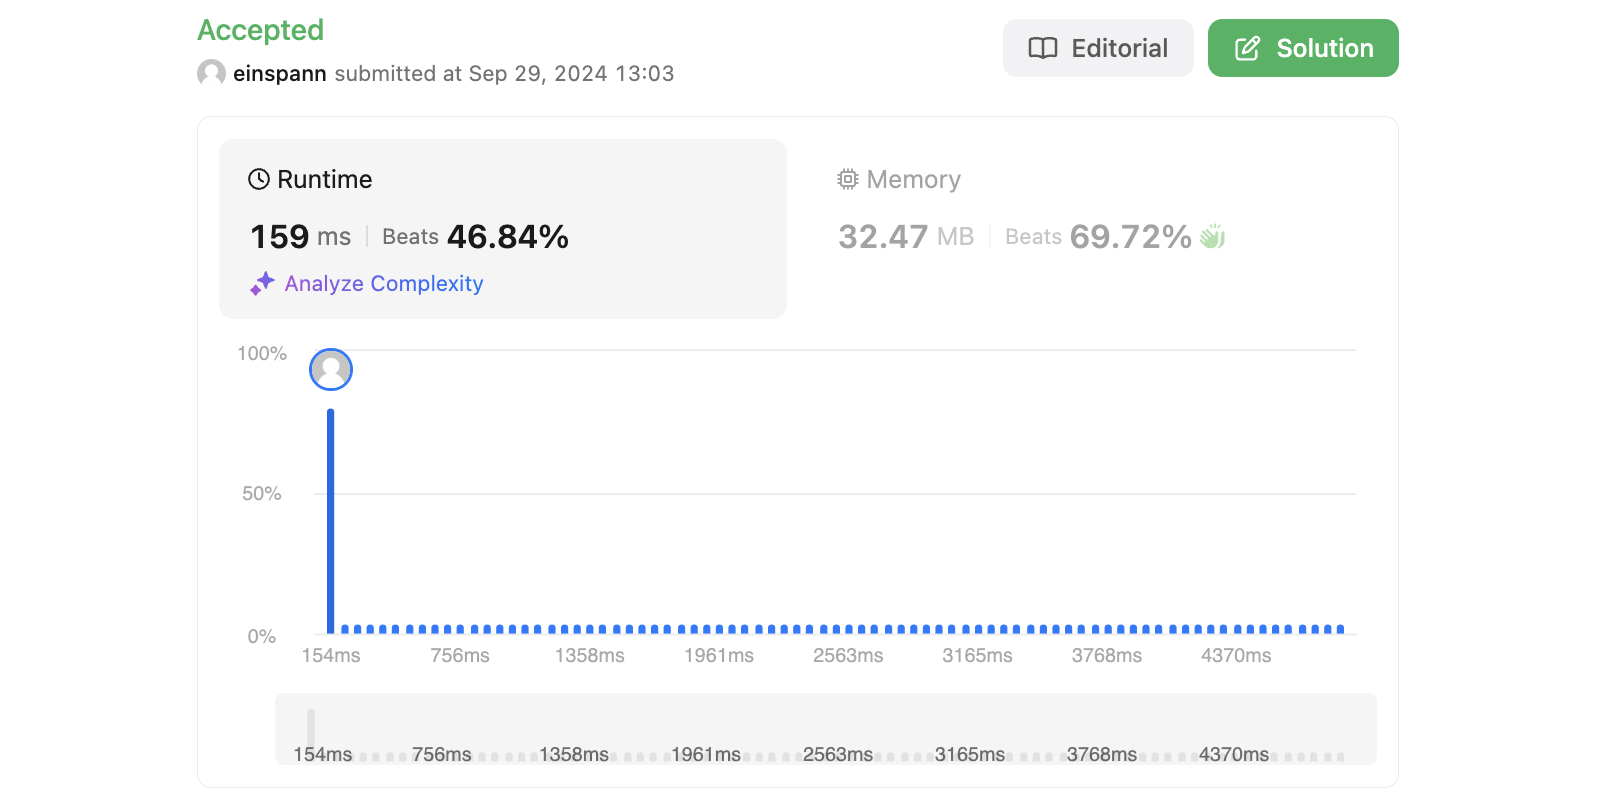 Accepted
einspann submitted at Sep 29, 2024 13:03
Editorial
Solution
Runtime
159 ms Beats 46.84%
Analyze Complexity
Memory
32.47 MB Beats 69.72%
100%
50%
0%
154ms 756ms 1358ms 1961ms 2563ms 3165ms 3768ms 4370ms
154ms 756ms 1358ms 1961ms 2563ms 3165ms 3768ms 4370ms